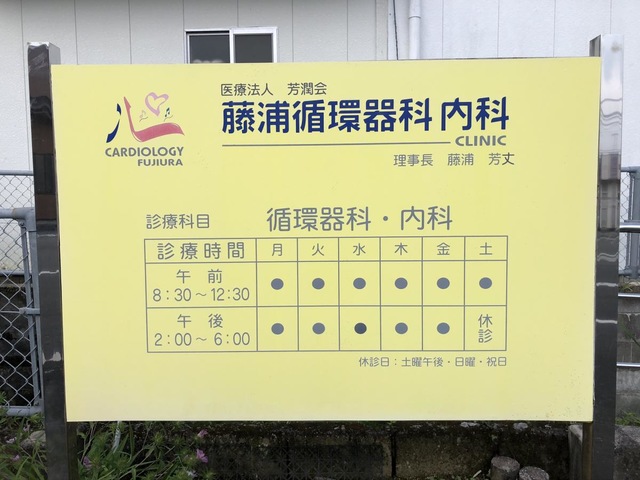 医療法人 芳潤会
藤浦循環器科 内科
CLINIC
CARDIOLOGY
FUJIURA
理事長 藤浦 芳丈
診療科目 循環器科・内科
診療時間 月 火 水 木 金 土
午前
8:30～12:30 ● ● ● ● ● ●
午後
2:00～6:00 ● ● ● ● ● 休診
休診日：土曜午後・日曜・祝日